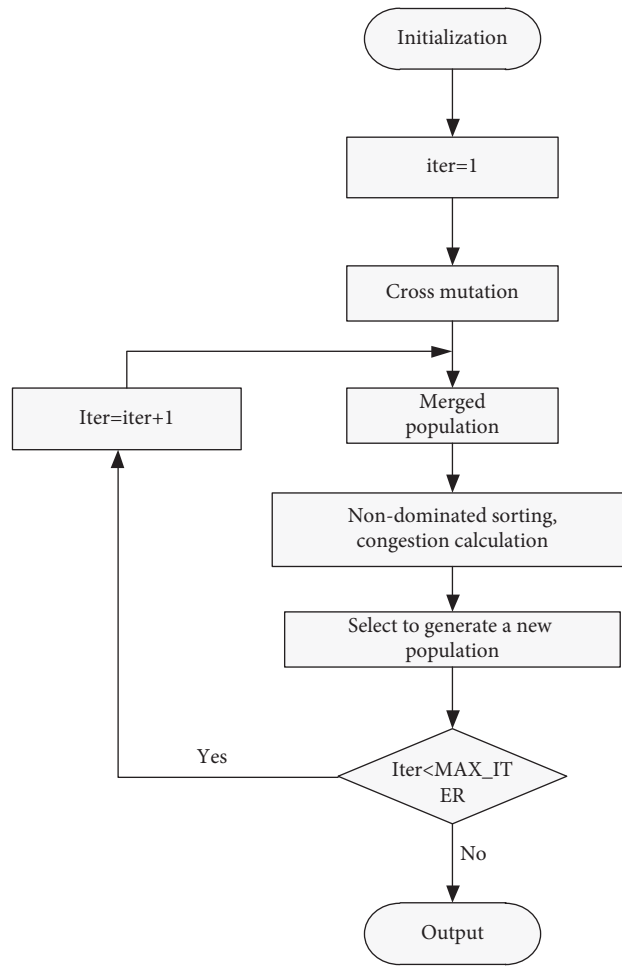 Initialization
iter=1
Cross mutation
Iter=iter+1
Merged
population
Non-dominated sorting,
congestion calculation
Select to generate a new
population
Yes
Iter<MAX_IT
ER
No
Output